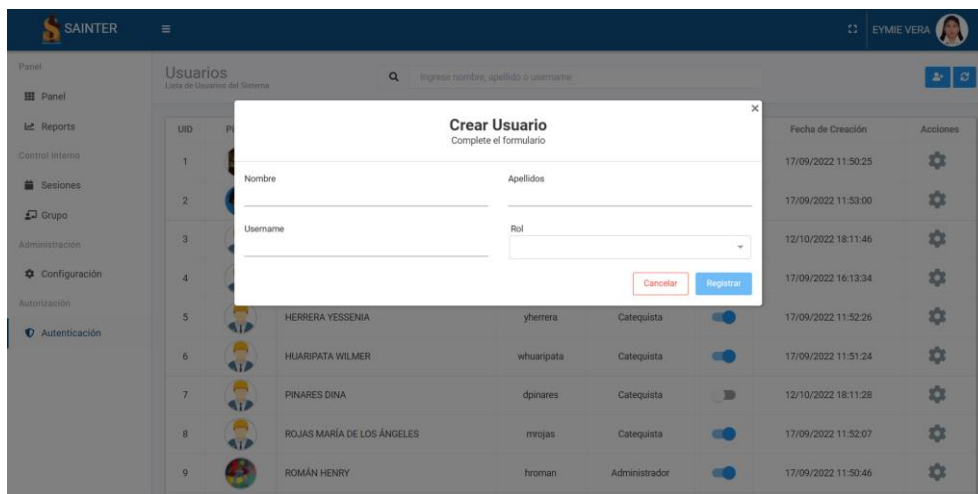 SAINTER
EYMIE VERA
Panel
Panel
Reports
Control Interno
Sesiones
Grupo
Administración
Configuración
Autorización
Autenticación
Usuarios
Lista de Usuarios del Sistema
Ingrese nombre, apellido o username
UID Fecha de Creación Acciones
1 17/09/2022 11:50:25
2 17/09/2022 11:53:00
3 12/10/2022 18:11:46
4 17/09/2022 16:13:34
Crear Usuario
Complete el formulario
×
Nombre Apellidos
Username Rol
Cancelar Registrar
5 HERRERA YESSENIA yherrera Catequista 17/09/2022 11:52:26
6 HUARIPATA WILMER whuaripata Catequista 17/09/2022 11:51:24
7 PINARES DINA dpinares Catequista 12/10/2022 18:11:28
8 ROJAS MARÍA DE LOS ÁNGELES mrojas Catequista 17/09/2022 11:52:07
9 ROMÁN HENRY hroman Administrador 17/09/2022 11:50:46